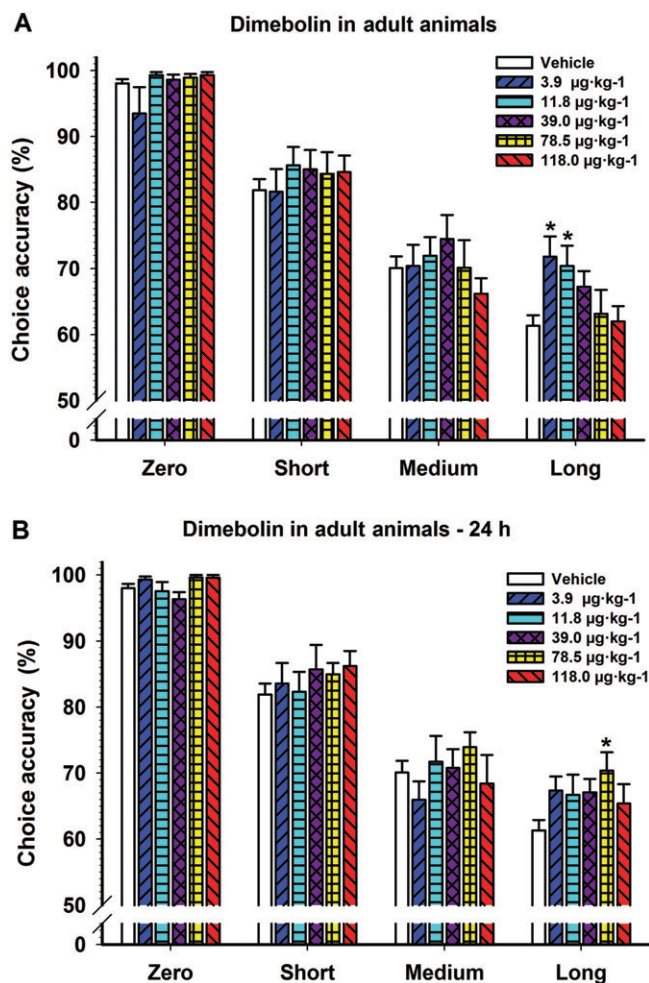 A
Dimebolin in adult animals
Choice accuracy (%)
100
90
80
70
60
50
0
Vehicle
3.9 µg·kg-1
11.8 µg·kg-1
39.0 µg·kg-1
78.5 µg·kg-1
118.0 µg·kg-1
* *
Zero Short Medium Long
B
Dimebolin in adult animals - 24 h
Choice accuracy (%)
100
90
80
70
60
50
0
Vehicle
3.9 µg·kg-1
11.8 µg·kg-1
39.0 µg·kg-1
78.5 µg·kg-1
118.0 µg·kg-1
*
Zero Short Medium Long